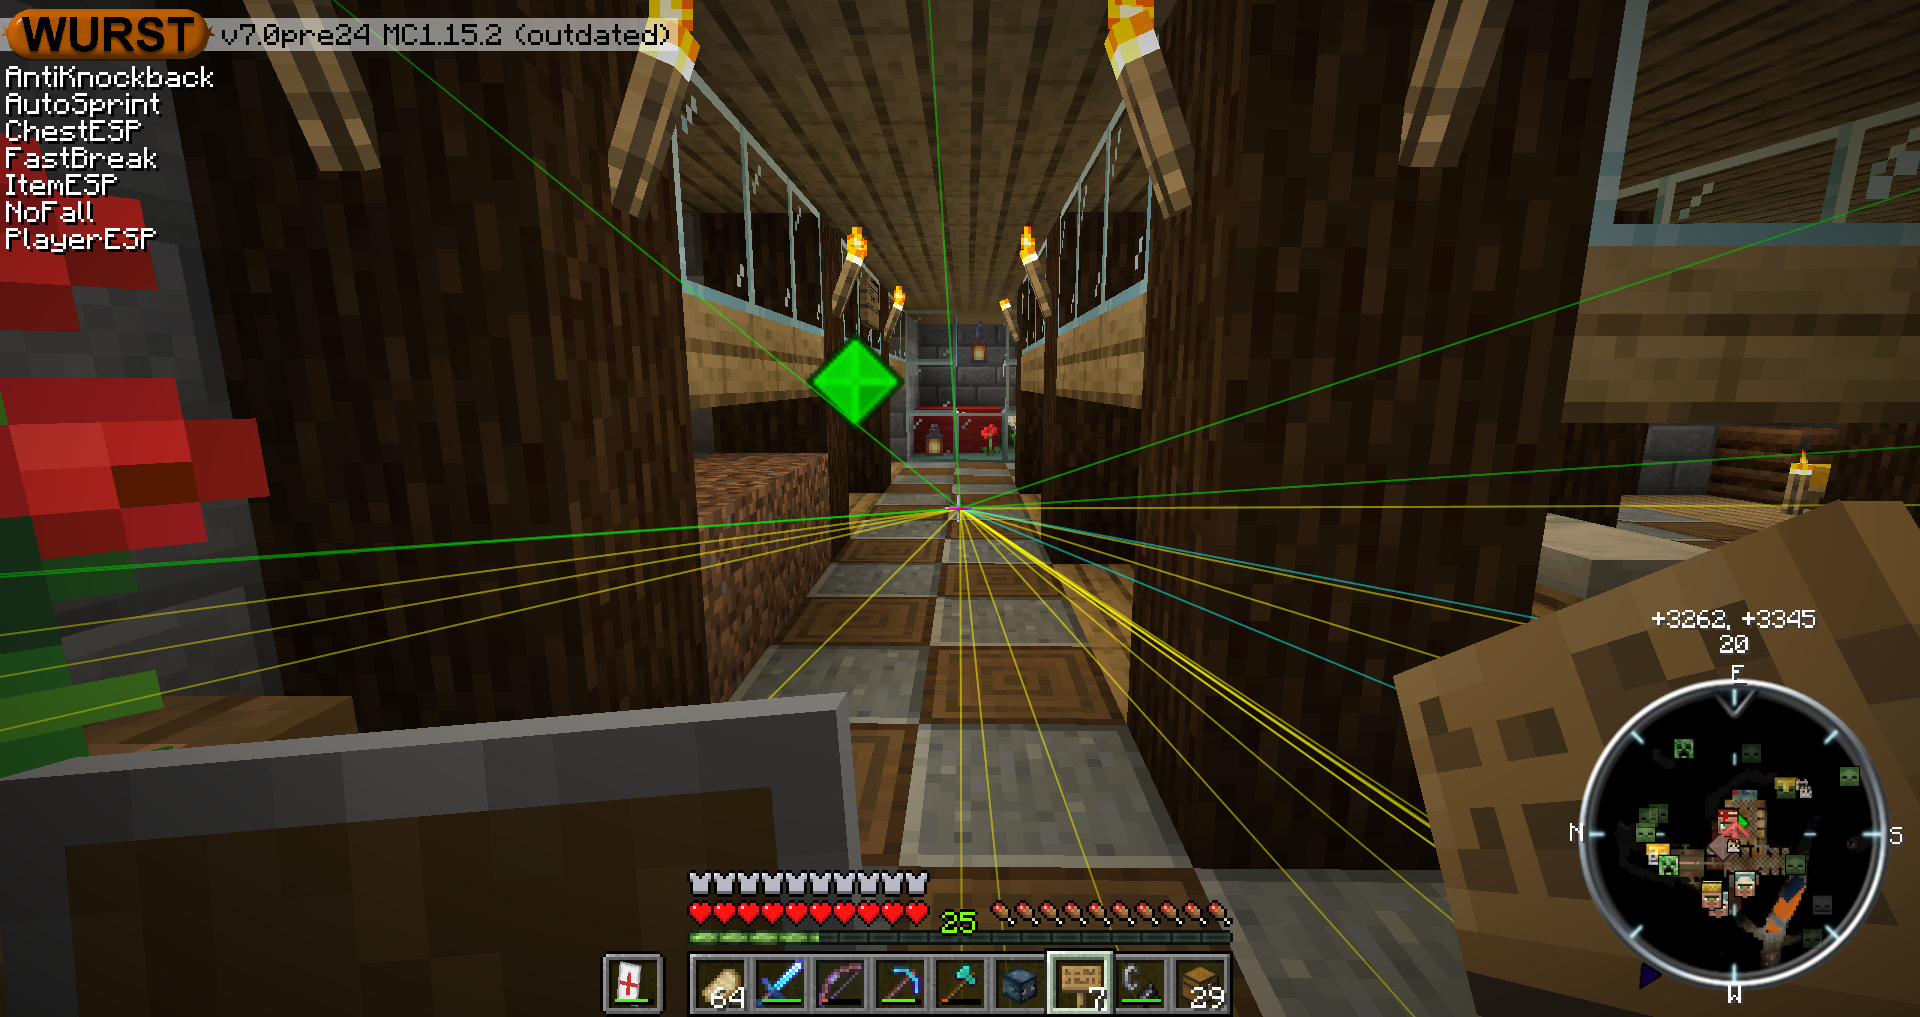 WURST v7.0pre24 MC1.15.2 (outdated)
AntiKnockback
AutoSprint
ChestESP
FastBreak
ItemESP
NoFall
PlayerESP
+3262, +3345
20
E
N
S
W
25
64
7
29